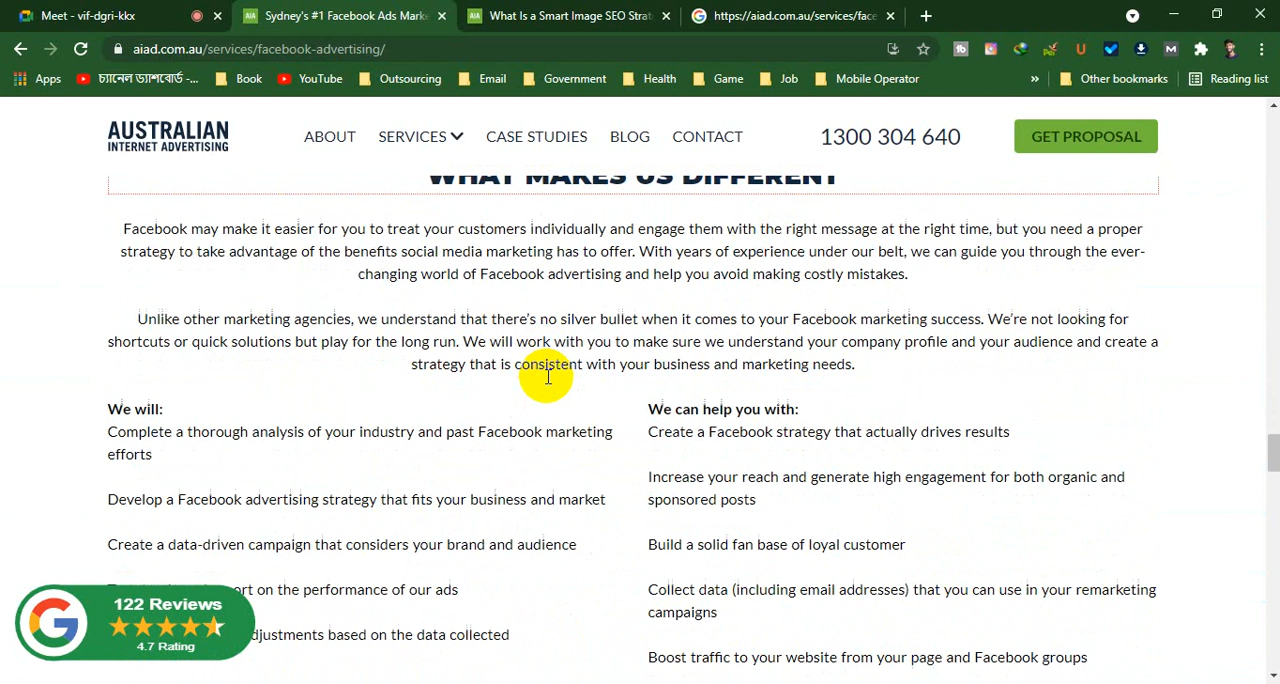 Meet - vif-dgri-kkx
Sydney's #1 Facebook Ads Mark
What Is a Smart Image SEO Strat
https://aiad.com.au/services/face
aiad.com.au/services/facebook-advertising/
Apps
চ্যানেল ড্যাশবোর্ড -...
Book
YouTube
Outsourcing
Email
Government
Health
Game
Job
Mobile Operator
»
Other bookmarks
Reading list
AUSTRALIAN
INTERNET ADVERTISING
ABOUT
SERVICES
CASE STUDIES
BLOG
CONTACT
1300 304 640
GET PROPOSAL
WHAT MAKES US DIFFERENT
Facebook may make it easier for you to treat your customers individually and engage them with the right message at the right time, but you need a proper
strategy to take advantage of the benefits social media marketing has to offer. With years of experience under our belt, we can guide you through the ever-
changing world of Facebook advertising and help you avoid making costly mistakes.
Unlike other marketing agencies, we understand that there's no silver bullet when it comes to your Facebook marketing success. We're not looking for
shortcuts or quick solutions but play for the long run. We will work with you to make sure we understand your company profile and your audience and create a
strategy that is consistent with your business and marketing needs.
We will:
Complete a thorough analysis of your industry and past Facebook marketing
efforts
Develop a Facebook advertising strategy that fits your business and market
Create a data-driven campaign that considers your brand and audience
on the performance of our ads
adjustments based on the data collected
We can help you with:
Create a Facebook strategy that actually drives results
Increase your reach and generate high engagement for both organic and
sponsored posts
Build a solid fan base of loyal customer
Collect data (including email addresses) that you can use in your remarketing
campaigns
Boost traffic to your website from your page and Facebook groups
122 Reviews
4.7 Rating